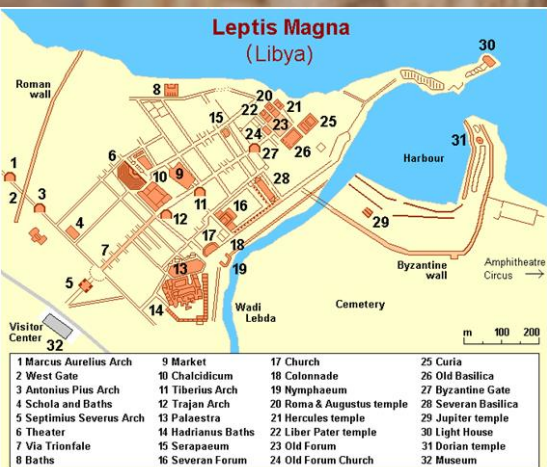 Leptis Magna
(Libya)
30
Roman
wall
8
20
21
22
25
15
23
24
26
27
31
Harbour
6
9
10
1
2
3
28
11
12
16
4
29
7
17
18
13
19
5
Byzantine
wall
Amphitheatre
Circus
14
Wadi
Lebda
Cemetery
Visitor
Center
32
m 100 200
1 Marcus Aurelius Arch
2 West Gate
3 Antonius Pius Arch
4 Schola and Baths
5 Septimius Severus Arch
6 Theater
7 Via Trionfale
8 Baths
9 Market
10 Chalcidicum
11 Tiberius Arch
12 Trajan Arch
13 Palaestra
14 Hadrianus Baths
15 Serapaeum
16 Severan Forum
17 Church
18 Colonnade
19 Nymphaeum
20 Roma & Augustus temple
21 Hercules temple
22 Liber Pater temple
23 Old Forum
24 Old Forum Church
25 Curia
26 Old Basilica
27 Byzantine Gate
28 Severan Basilica
29 Jupiter temple
30 Light House
31 Dorian temple
32 Museum